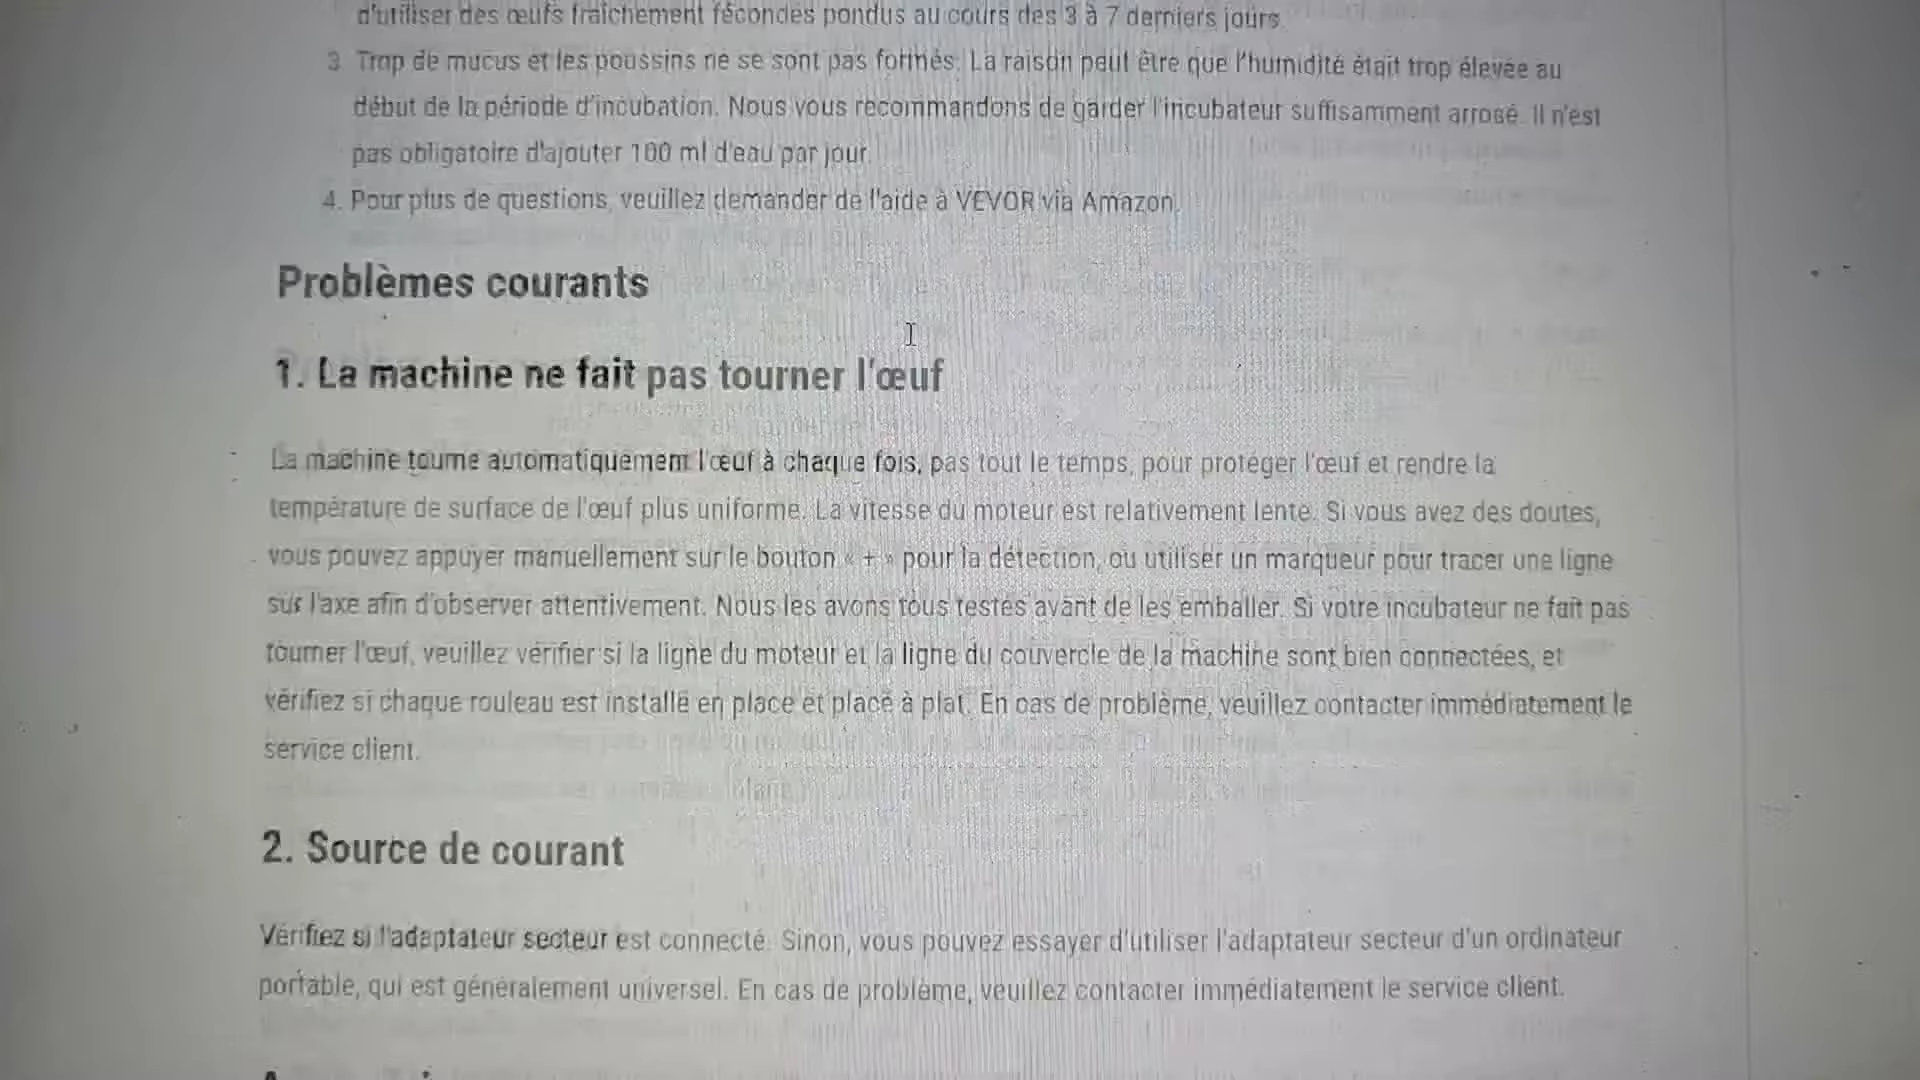 d'utiliser des œufs fraîchement fécondés pondus au cours des 3 à 7 derniers jours.
3. Trop de mucus et les poussins ne se sont pas formés. La raison peut être que l'humidité était trop élevée au
début de la période d'incubation. Nous vous recommandons de garder l'incubateur suffisamment arrosé. Il n'est
pas obligatoire d'ajouter 100 ml d'eau par jour.
4. Pour plus de questions, veuillez demander de l'aide à VEVOR via Amazon.
Problèmes courants
1. La machine ne fait pas tourner l'œuf
La machine tourne automatiquement l'œuf à chaque fois, pas tout le temps, pour protéger l'œuf et rendre la
température de surface de l'œuf plus uniforme. La vitesse du moteur est relativement lente. Si vous avez des doutes,
vous pouvez appuyer manuellement sur le bouton « + » pour la détection, ou utiliser un marqueur pour tracer une ligne
sur l'axe afin d'observer attentivement. Nous les avons tous testés avant de les emballer. Si votre incubateur ne fait pas
tourner l'œuf, veuillez vérifier si la ligne du moteur et la ligne du couvercle de la machine sont bien connectées, et
vérifiez si chaque rouleau est installé en place et placé à plat. En cas de problème, veuillez contacter immédiatement le
service client.
2. Source de courant
Vérifiez si l'adaptateur secteur est connecté. Sinon, vous pouvez essayer d'utiliser l'adaptateur secteur d'un ordinateur
portable, qui est généralement universel. En cas de problème, veuillez contacter immédiatement le service client.